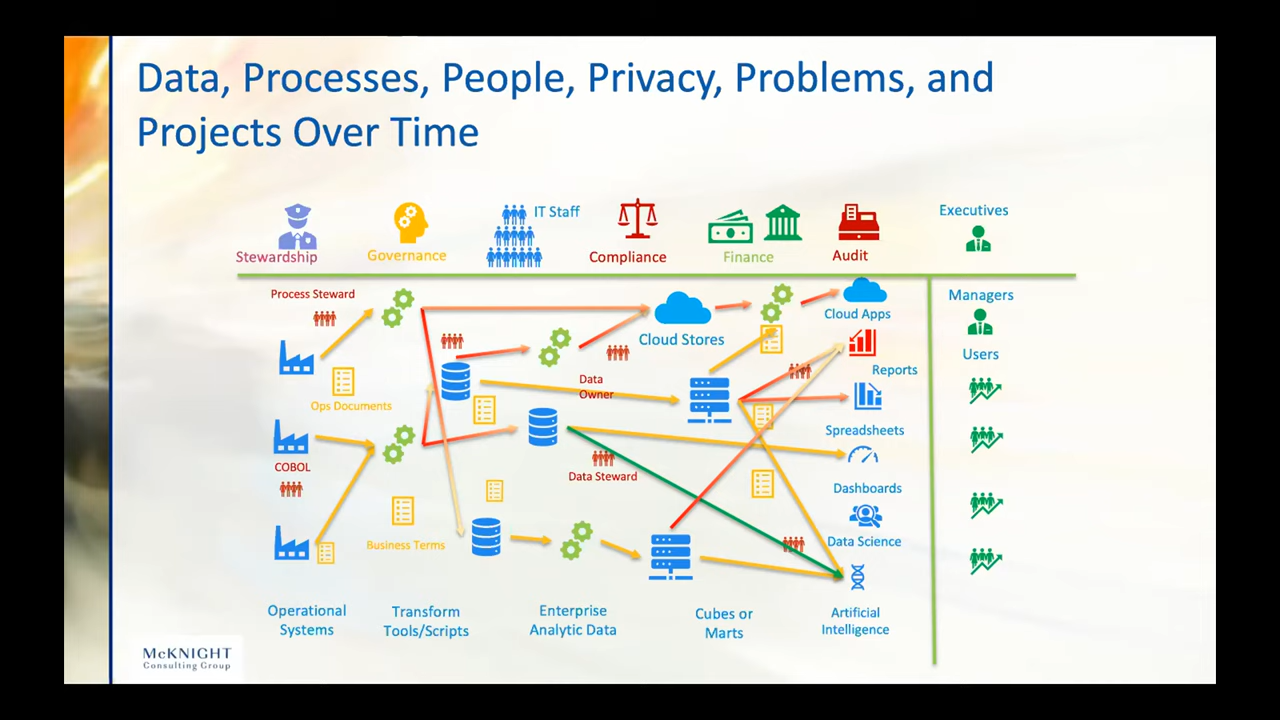 Data, Processes, People, Privacy, Problems, and
Projects Over Time
Stewardship
Governance
IT Staff
Compliance
Finance
Audit
Executives
Process Steward
Cloud Stores
Cloud Apps
Managers
Users
Ops Documents
Data
Owner
Reports
Spreadsheets
COBOL
Data Steward
Dashboards
Business Terms
Data Science
Operational
Systems
Transform
Tools/Scripts
Enterprise
Analytic Data
Cubes or
Marts
Artificial
Intelligence
McKNIGHT
Consulting Group